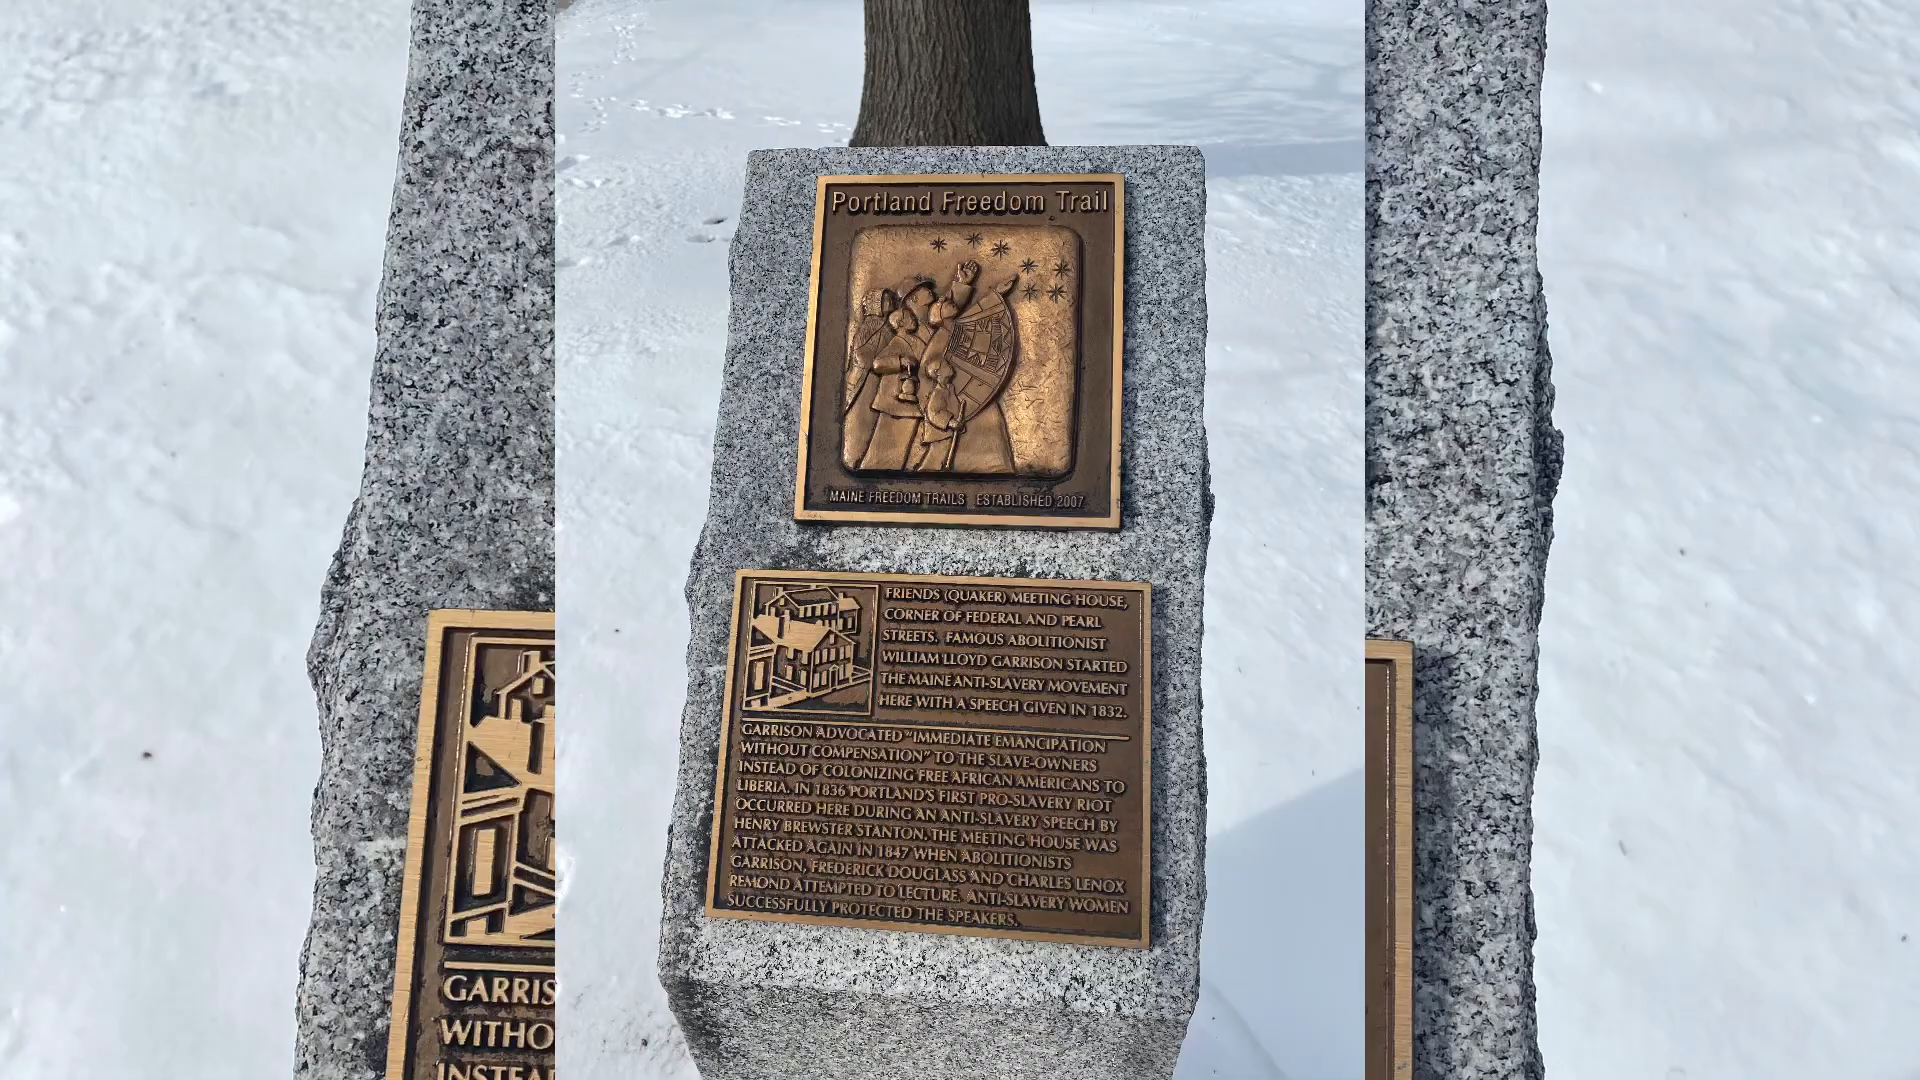 Portland Freedom Trail
MAINE FREEDOM TRAILS ESTABLISHED 2007
FRIENDS (QUAKER) MEETING HOUSE,
CORNER OF FEDERAL AND PEARL
STREETS. FAMOUS ABOLITIONIST
WILLIAM LLOYD GARRISON STARTED
THE MAINE ANTI-SLAVERY MOVEMENT
HERE WITH A SPEECH GIVEN IN 1832.
GARRISON ADVOCATED "IMMEDIATE EMANCIPATION
WITHOUT COMPENSATION" TO THE SLAVE-OWNERS
INSTEAD OF COLONIZING FREE AFRICAN AMERICANS TO
LIBERIA. IN 1836 PORTLAND'S FIRST PRO-SLAVERY RIOT
OCCURRED HERE DURING AN ANTI-SLAVERY SPEECH BY
HENRY BREWSTER STANTON. THE MEETING HOUSE WAS
ATTACKED AGAIN IN 1847 WHEN ABOLITIONISTS
GARRISON, FREDERICK DOUGLASS AND CHARLES LENOX
REMOND ATTEMPTED TO LECTURE. ANTI-SLAVERY WOMEN
SUCCESSFULLY PROTECTED THE SPEAKERS.
GARRIS
WITHO
INSTEA